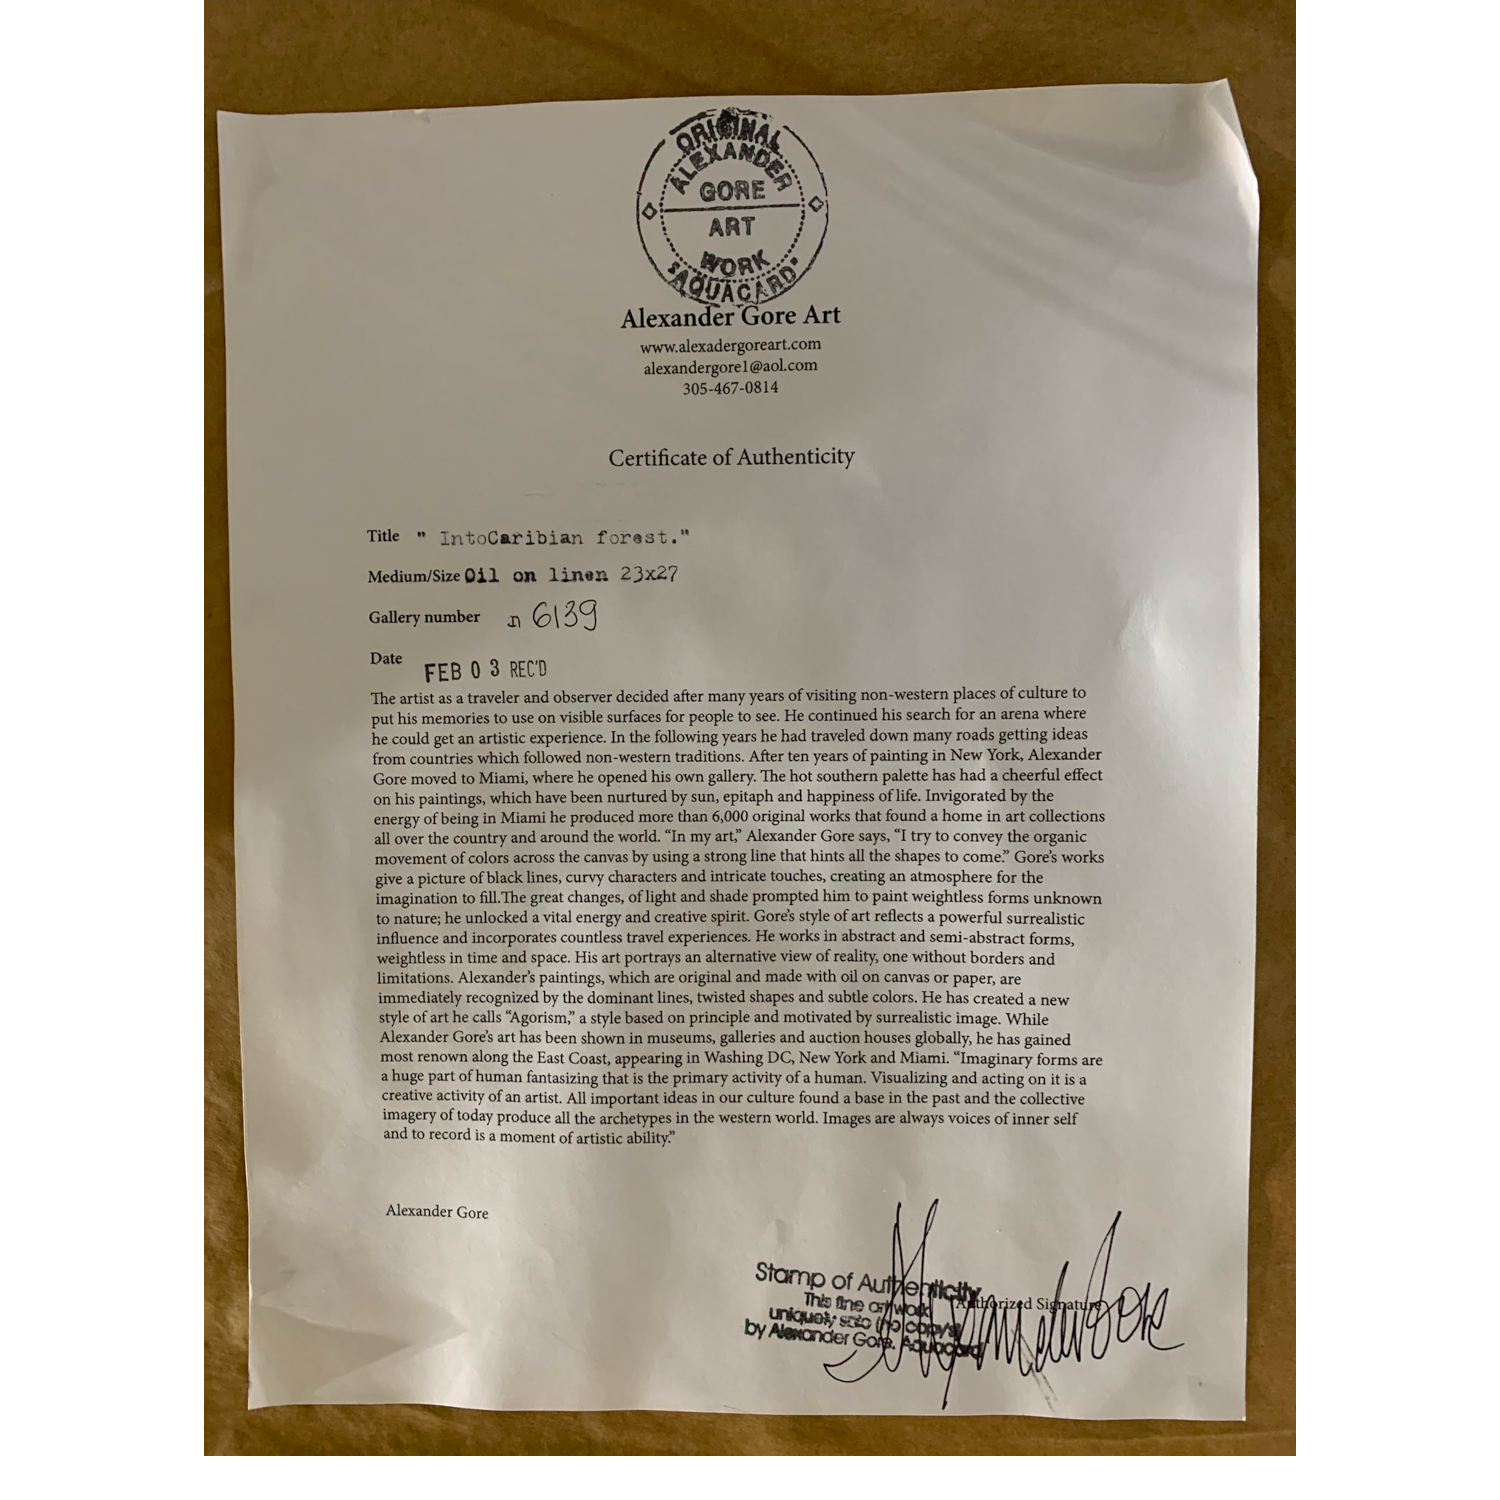 ORIGINAL
ALEXANDER
GORE
ART
WORK
"AQUACARD"
Alexander Gore Art
www.alexadergoreart.com
alexandergore1@aol.com
305-467-0814
Certificate of Authenticity
Title " IntoCaribian forest."
Medium/Size Oil on linen 23x27
Gallery number n 6139
Date FEB 0 3 REC'D
The artist as a traveler and observer decided after many years of visiting non-western places of culture to
put his memories to use on visible surfaces for people to see. He continued his search for an arena where
he could get an artistic experience. In the following years he had traveled down many roads getting ideas
from countries which followed non-western traditions. After ten years of painting in New York, Alexander
Gore moved to Miami, where he opened his own gallery. The hot southern palette has had a cheerful effect
on his paintings, which have been nurtured by sun, epitaph and happiness of life. Invigorated by the
energy of being in Miami he produced more than 6,000 original works that found a home in art collections
all over the country and around the world. “In my art,” Alexander Gore says, “I try to convey the organic
movement of colors across the canvas by using a strong line that hints all the shapes to come.” Gore’s works
give a picture of black lines, curvy characters and intricate touches, creating an atmosphere for the
imagination to fill.The great changes, of light and shade prompted him to paint weightless forms unknown
to nature; he unlocked a vital energy and creative spirit. Gore’s style of art reflects a powerful surrealistic
influence and incorporates countless travel experiences. He works in abstract and semi-abstract forms,
weightless in time and space. His art portrays an alternative view of reality, one without borders and
limitations. Alexander’s paintings, which are original and made with oil on canvas or paper, are
immediately recognized by the dominant lines, twisted shapes and subtle colors. He has created a new
style of art he calls “Agorism,” a style based on principle and motivated by surrealistic image. While
Alexander Gore’s art has been shown in museums, galleries and auction houses globally, he has gained
most renown along the East Coast, appearing in Washing DC, New York and Miami. “Imaginary forms are
a huge part of human fantasizing that is the primary activity of a human. Visualizing and acting on it is a
creative activity of an artist. All important ideas in our culture found a base in the past and the collective
imagery of today produce all the archetypes in the western world. Images are always voices of inner self
and to record is a moment of artistic ability.”
Alexander Gore
Stamp of Authenticity
This fine art work
uniquely solo (no copys)
by Alexander Gore. Aquacard
Authorized Signature
Alexander Gore